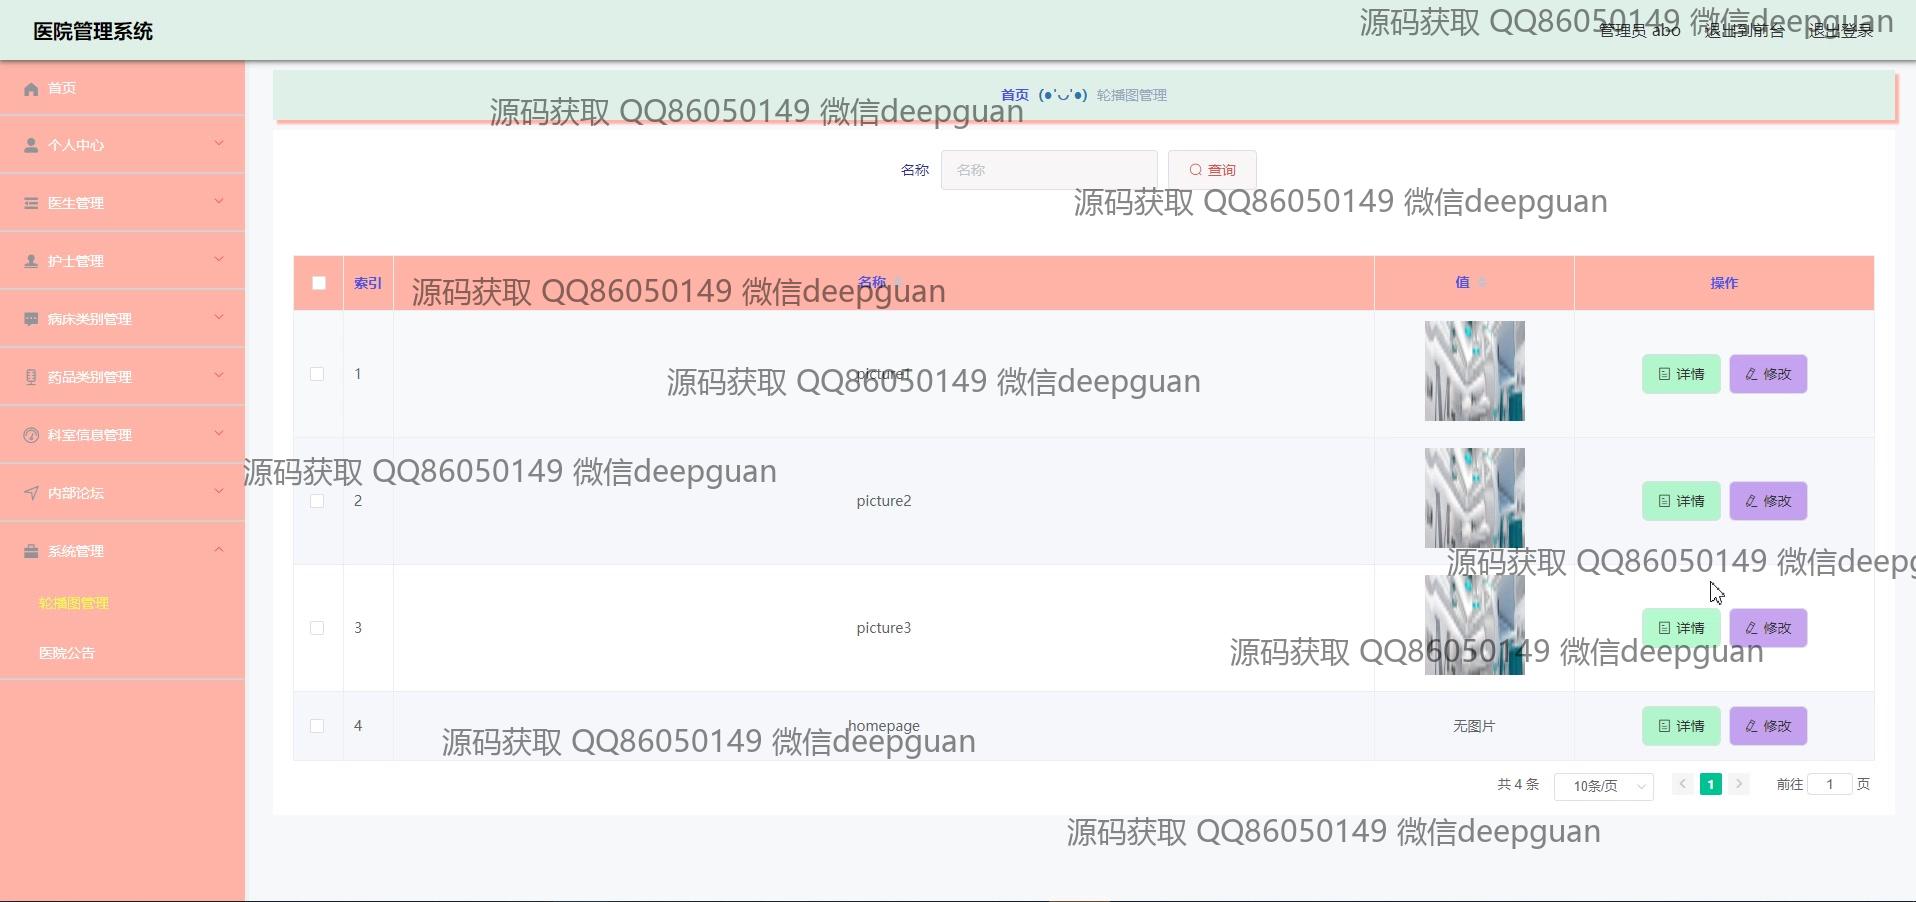 医院管理系统
源码获取 QQ86050149 微信deepguan
管理员 abo 退出到前台 退出登录
首页
首页 (●'◡'●) 轮播图管理
源码获取 QQ86050149 微信deepguan
个人中心
名称 名称 查询
医生管理
源码获取 QQ86050149 微信deepguan
护士管理
索引 名称 值 操作
源码获取 QQ86050149 微信deepguan
病床类别管理
1 picture1 详情 修改
药品类别管理
源码获取 QQ86050149 微信deepguan
科室信息管理
源码获取 QQ86050149 微信deepguan
内部论坛
2 picture2 详情 修改
系统管理
源码获取 QQ86050149 微信deepg
轮播图管理
3 picture3 详情 修改
医院公告
源码获取 QQ86050149 微信deepguan
4 homepage 无图片 详情 修改
源码获取 QQ86050149 微信deepguan
共 4 条 10条/页 1 前往 1 页
源码获取 QQ86050149 微信deepguan